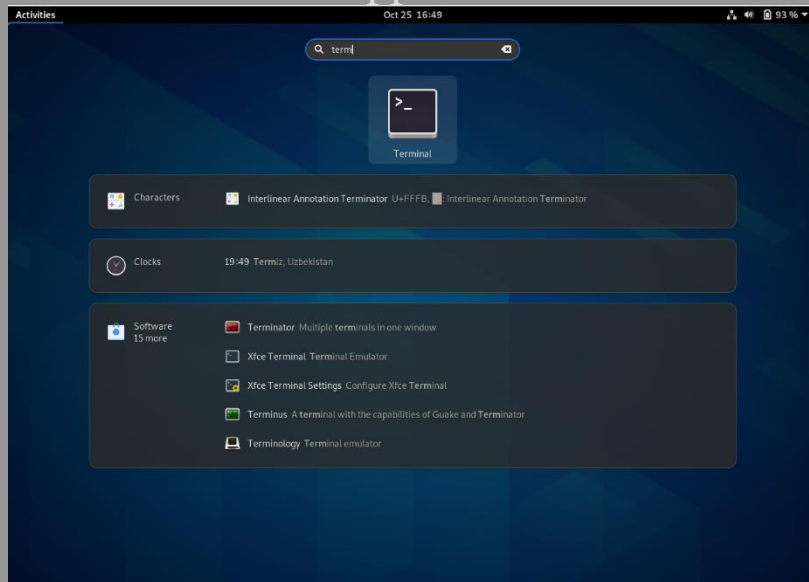 Activities
Oct 25 16:49
93 %
term
>_
Terminal
Characters
Interlinear Annotation Terminator U+FFFB, : Interlinear Annotation Terminator
Clocks
19:49 Termiz, Uzbekistan
Software
15 more
Terminator Multiple terminals in one window
Xfce Terminal Terminal Emulator
Xfce Terminal Settings Configure Xfce Terminal
Terminus A terminal with the capabilities of Guake and Terminator
Terminology Terminal emulator